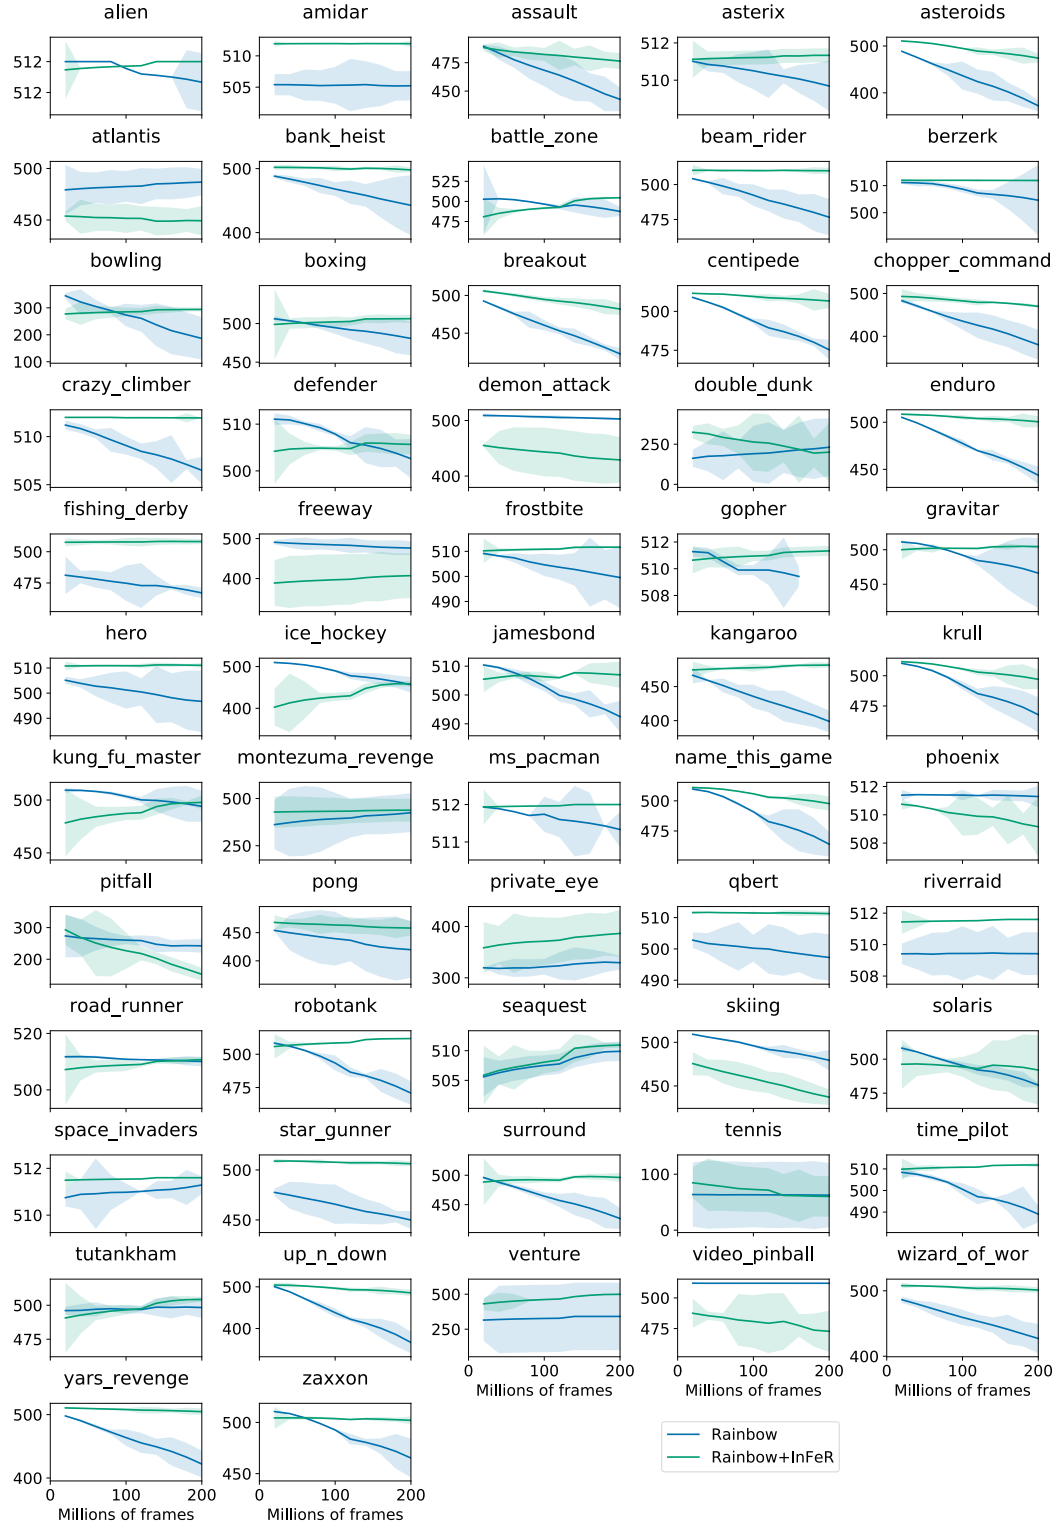 alien amidar assault asterix asteroids
512 512
510 505
475 450
512 510
500 400
atlantis bank_heist battle_zone beam_rider berzerk
500 450
500 400
525 500 475
500 475
510 500
bowling boxing breakout centipede chopper_command
300 200 100
500 450
500 450
500 475
500 400
crazy_climber defender demon_attack double_dunk enduro
510 505
510 505 500
500 400
250 0
500 450
fishing_derby freeway frostbite gopher gravitar
500 475
500 400
510 500 490
512 510 508
500 450
hero ice_hockey jamesbond kangaroo krull
510 500 490
500 400
510 500 490
450 400
500 475
kung_fu_master montezuma_revenge ms_pacman name_this_game phoenix
500 450
500 250
512 511
500 475
512 510 508
pitfall pong private_eye qbert riverraid
300 200
450 400
400 300
510 500 490
512 510 508
road_runner robotank seaquest skiing solaris
520 500
500 475
510 505
500 450
500 475
space_invaders star_gunner surround tennis time_pilot
512 510
500 450
500 450
100 0
510 500 490
tutankham up_n_down venture video_pinball wizard_of_wor
500 475
500 400
500 250
500 475
500 400
0 100 200 0 100 200 0 100 200
Millions of frames Millions of frames Millions of frames
yars_revenge zaxxon
500 400
500 450
0 100 200 0 100 200
Millions of frames Millions of frames
Rainbow
Rainbow+InFeR